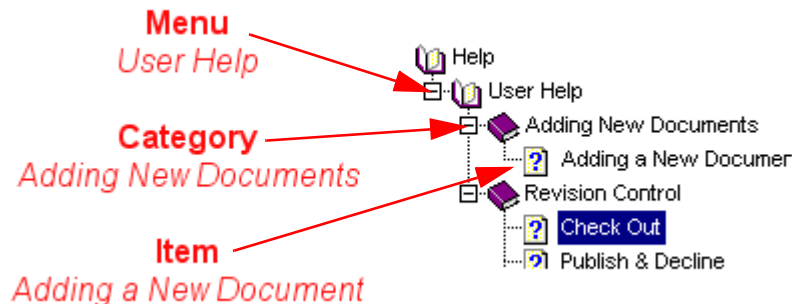 Menu
User Help
Category
Adding New Documents
Item
Adding a New Document
Help
User Help
Adding New Documents
Adding a New Documen
Revision Control
Check Out
Publish & Decline